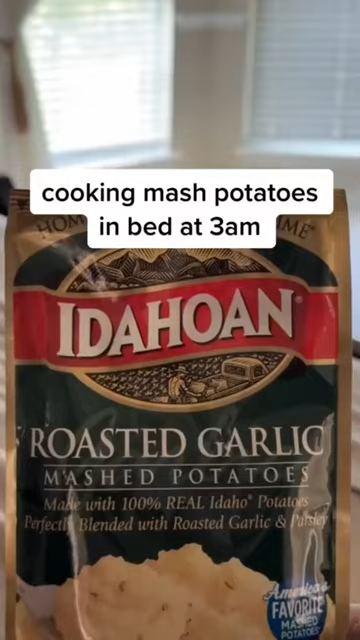 cooking mash potatoes
in bed at 3am
IDAHOAN®
ROASTED GARLIC
MASHED POTATOES
Made with 100% REAL Idaho® Potatoes
Perfectly Blended with Roasted Garlic & Parsley
America's
FAVORITE
MASHED
POTATOES